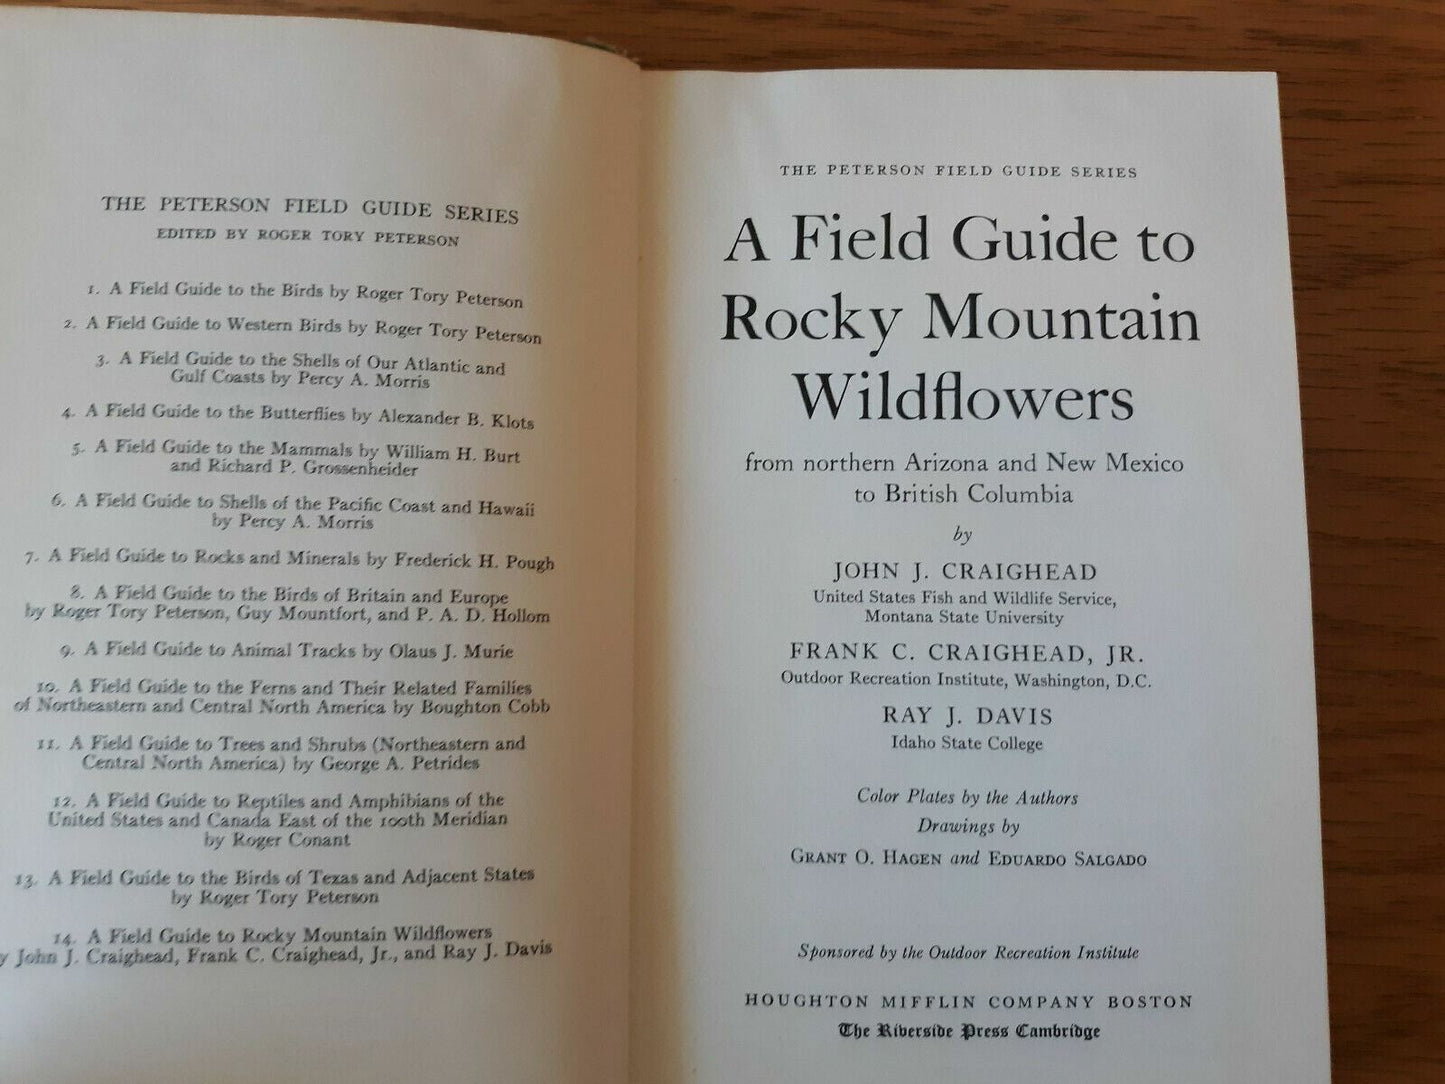 THE PETERSON FIELD GUIDE SERIES
EDITED BY ROGER TORY PETERSON
1. A Field Guide to the Birds by Roger Tory Peterson
2. A Field Guide to Western Birds by Roger Tory Peterson
3. A Field Guide to the Shells of Our Atlantic and
Gulf Coasts by Percy A. Morris
4. A Field Guide to the Butterflies by Alexander B. Klots
5. A Field Guide to the Mammals by William H. Burt
and Richard P. Grossenheider
6. A Field Guide to Shells of the Pacific Coast and Hawaii
by Percy A. Morris
7. A Field Guide to Rocks and Minerals by Frederick H. Pough
8. A Field Guide to the Birds of Britain and Europe
by Roger Tory Peterson, Guy Mountfort, and P. A. D. Hollom
9. A Field Guide to Animal Tracks by Olaus J. Murie
10. A Field Guide to the Ferns and Their Related Families
of Northeastern and Central North America by Boughton Cobb
11. A Field Guide to Trees and Shrubs (Northeastern and
Central North America) by George A. Petrides
12. A Field Guide to Reptiles and Amphibians of the
United States and Canada East of the 100th Meridian
by Roger Conant
13. A Field Guide to the Birds of Texas and Adjacent States
by Roger Tory Peterson
14. A Field Guide to Rocky Mountain Wildflowers
y John J. Craighead, Frank C. Craighead, Jr., and Ray J. Davis
THE PETERSON FIELD GUIDE SERIES
A Field Guide to
Rocky Mountain
Wildflowers
from northern Arizona and New Mexico
to British Columbia
by
JOHN J. CRAIGHEAD
United States Fish and Wildlife Service,
Montana State University
FRANK C. CRAIGHEAD, JR.
Outdoor Recreation Institute, Washington, D.C.
RAY J. DAVIS
Idaho State College
Color Plates by the Authors
Drawings by
GRANT O. HAGEN and EDUARDO SALGADO
Sponsored by the Outdoor Recreation Institute
HOUGHTON MIFFLIN COMPANY BOSTON
The Riverside Press Cambridge